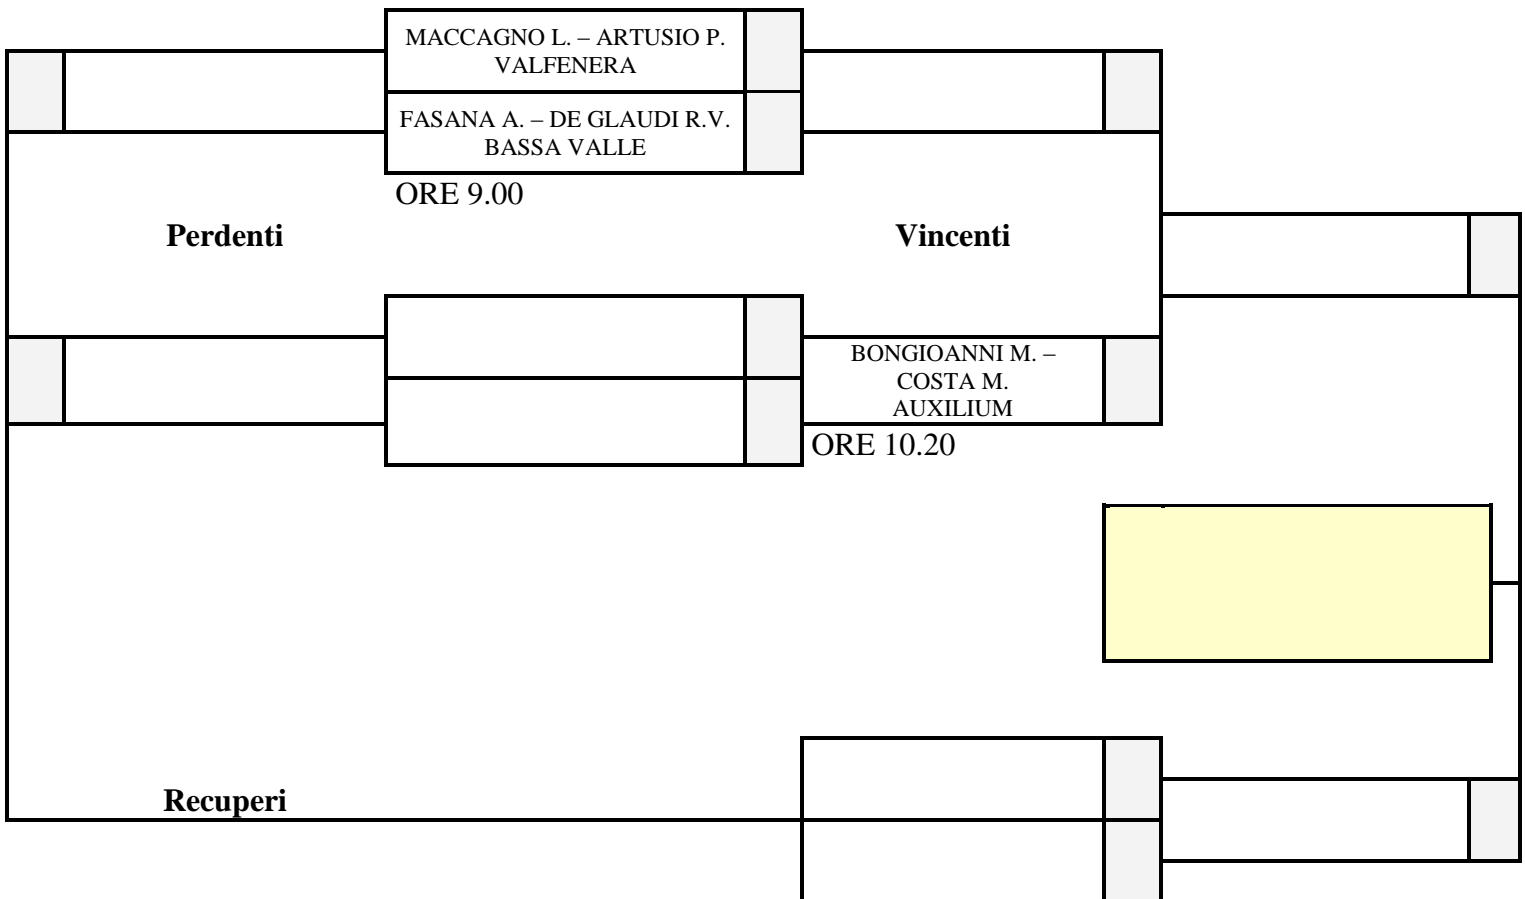 MACCAGNO L. – ARTUSIO P.
VALFENERA
FASANA A. – DE GLAUDI R.V.
BASSA VALLE
ORE 9.00
Perdenti
Vincenti
BONGIOANNI M. –
COSTA M.
AUXILIUM
ORE 10.20
Recuperi